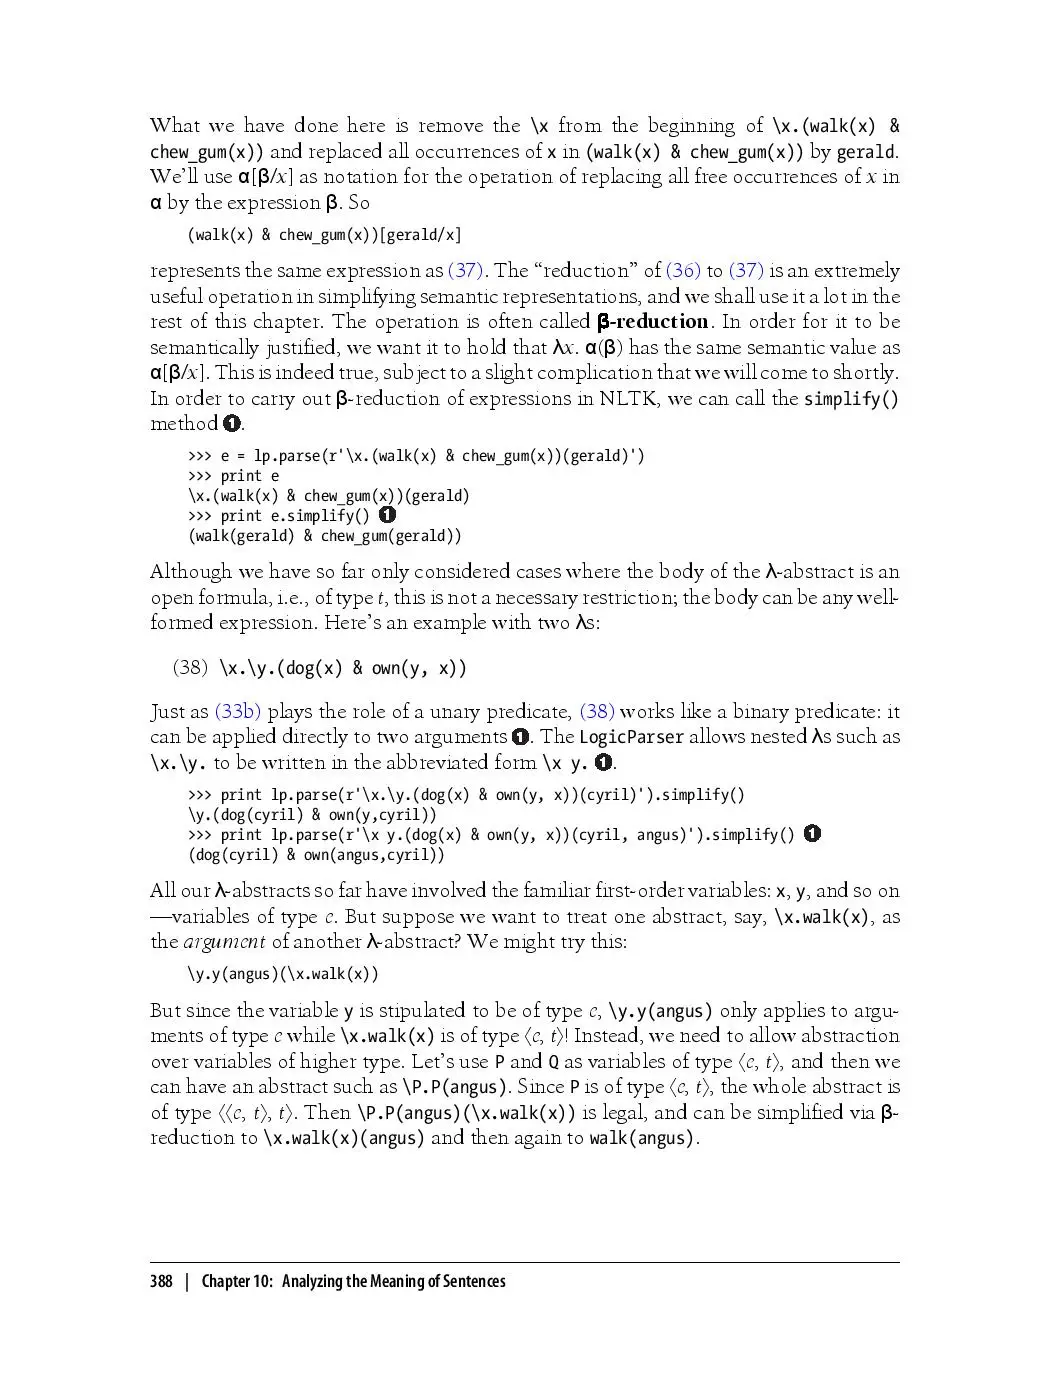 What we have done here is remove the \x from the beginning of \x.(walk(x) &
chew_gum(x)) and replaced all occurrences of x in (walk(x) & chew_gum(x)) by gerald.
We’ll use α[β/x] as notation for the operation of replacing all free occurrences of x in
α by the expression β. So
(walk(x) & chew_gum(x))[gerald/x]
represents the same expression as (37). The “reduction” of (36) to (37) is an extremely
useful operation in simplifying semantic representations, and we shall use it a lot in the
rest of this chapter. The operation is often called β-reduction. In order for it to be
semantically justified, we want it to hold that λx. α(β) has the same semantic value as
α[β/x]. This is indeed true, subject to a slight complication that we will come to shortly.
In order to carry out β-reduction of expressions in NLTK, we can call the simplify()
method ❶.
>>> e = lp.parse(r'\x.(walk(x) & chew_gum(x))(gerald)')
>>> print e
\x.(walk(x) & chew_gum(x))(gerald)
>>> print e.simplify() ❶
(walk(gerald) & chew_gum(gerald))
Although we have so far only considered cases where the body of the λ-abstract is an
open formula, i.e., of type t, this is not a necessary restriction; the body can be any well-
formed expression. Here’s an example with two λs:
(38) \x.\y.(dog(x) & own(y, x))
Just as (33b) plays the role of a unary predicate, (38) works like a binary predicate: it
can be applied directly to two arguments ❶. The LogicParser allows nested λs such as
\x.\y. to be written in the abbreviated form \x y. ❶.
>>> print lp.parse(r'\x.\y.(dog(x) & own(y, x))(cyril)').simplify()
\y.(dog(cyril) & own(y,cyril))
>>> print lp.parse(r'\x y.(dog(x) & own(y, x))(cyril, angus)').simplify() ❶
(dog(cyril) & own(angus,cyril))
All our λ-abstracts so far have involved the familiar first-order variables: x, y, and so on
—variables of type e. But suppose we want to treat one abstract, say, \x.walk(x), as
the argument of another λ-abstract? We might try this:
\y.y(angus)(\x.walk(x))
But since the variable y is stipulated to be of type e, \y.y(angus) only applies to argu-
ments of type e while \x.walk(x) is of type ⟨e, t⟩! Instead, we need to allow abstraction
over variables of higher type. Let’s use P and Q as variables of type ⟨e, t⟩, and then we
can have an abstract such as \P.P(angus). Since P is of type ⟨e, t⟩, the whole abstract is
of type ⟨⟨e, t⟩, t⟩. Then \P.P(angus)(\x.walk(x)) is legal, and can be simplified via β-
reduction to \x.walk(x)(angus) and then again to walk(angus).
388 | Chapter 10: Analyzing the Meaning of Sentences